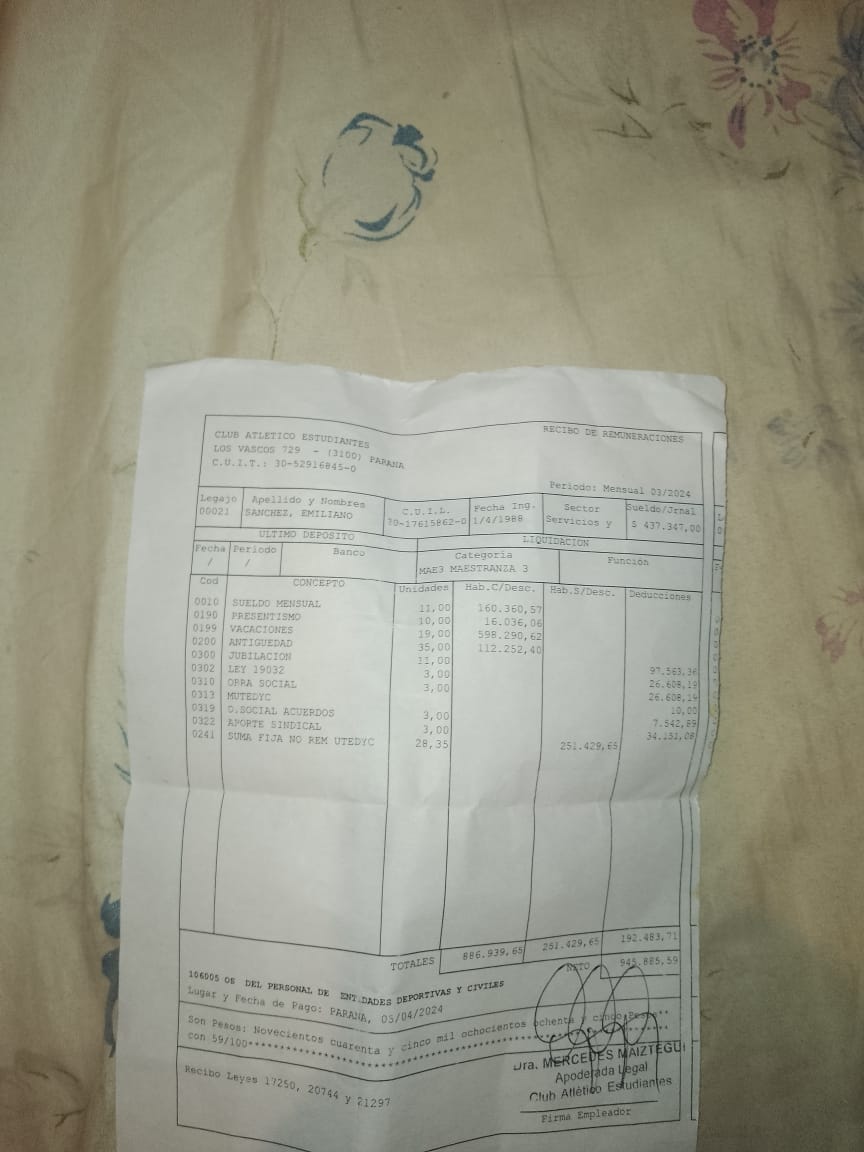 CLUB ATLETICO ESTUDIANTES
LOS VASCOS 729 - (3100) PARANA
C.U.I.T.: 30-52916845-0
RECIBO DE REMUNERACIONES
Periodo: Mensual 03/2024
Legajo Apellido y Nombres C.U.I.L. Fecha Ing. Sector Sueldo/Jrnal
00021 SANCHEZ, EMILIANO 20-17615862-0 1/4/1988 Servicios y $ 437.347,00
ULTIMO DEPOSITO LIQUIDACION
Fecha Periodo Banco Categoria Función
/ / MAE3 MAESTRANZA 3
Cod CONCEPTO Unidades Hab.C/Desc. Hab.S/Desc. Deducciones
0010 SUELDO MENSUAL 11,00 160.360,57
0190 PRESENTISMO 10,00 16.036,06
0199 VACACIONES 19,00 598.290,62
0200 ANTIGUEDAD 35,00 112.252,40
0300 JUBILACION 11,00 97.563,36
0302 LEY 19032 3,00 26.608,19
0310 OBRA SOCIAL 3,00 26.608,19
0313 MUTEDYC 10,00
0319 O.SOCIAL ACUERDOS 3,00 7.542,89
0322 APORTE SINDICAL 3,00 34.151,08
0241 SUMA FIJA NO REM UTEDYC 28,35 251.429,65
TOTALES 886.939,65 251.429,65 192.483,71
NETO 945.885,59
106005 OS DEL PERSONAL DE ENTIDADES DEPORTIVAS Y CIVILES
Lugar y Fecha de Pago: PARANA, 03/04/2024
Son Pesos: Novecientos cuarenta y cinco mil ochocientos ochenta y cinco Pesos**
con 59/100****************************************
Recibo Leyes 17250, 20744 y 21297
Dra. MERCEDES MAIZTEGUI
Apoderada Legal
Club Atlético Estudiantes
Firma Empleador